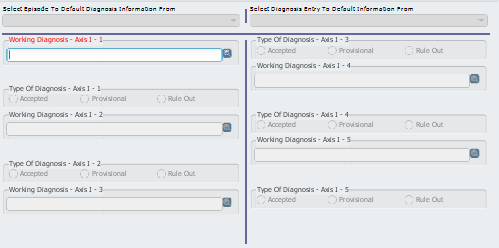 Select Episode To Default Diagnosis Information From
Working Diagnosis - Axis I - 1
Type Of Diagnosis - Axis I - 1
Accepted Provisional Rule Out
Working Diagnosis - Axis I - 2
Type Of Diagnosis - Axis I - 2
Accepted Provisional Rule Out
Working Diagnosis - Axis I - 3
Select Diagnosis Entry To Default Information From
Type Of Diagnosis - Axis I - 3
Accepted Provisional Rule Out
Working Diagnosis - Axis I - 4
Type Of Diagnosis - Axis I - 4
Accepted Provisional Rule Out
Working Diagnosis - Axis I - 5
Type Of Diagnosis - Axis I - 5
Accepted Provisional Rule Out